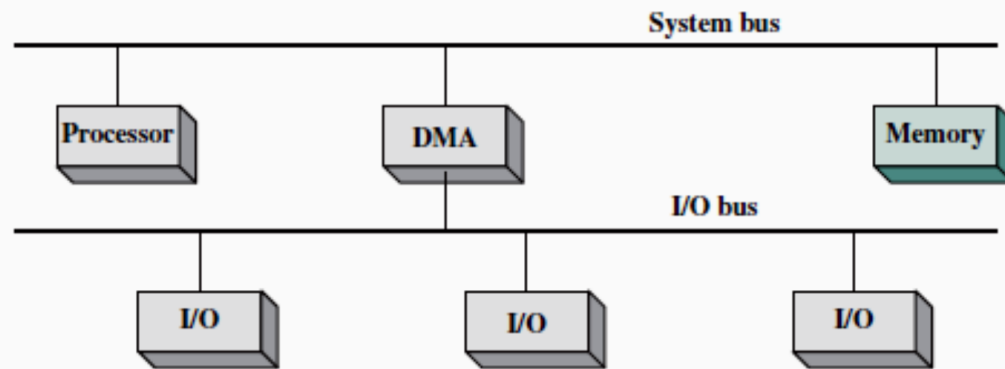 System bus
Processor
DMA
Memory
I/O bus
I/O
I/O
I/O